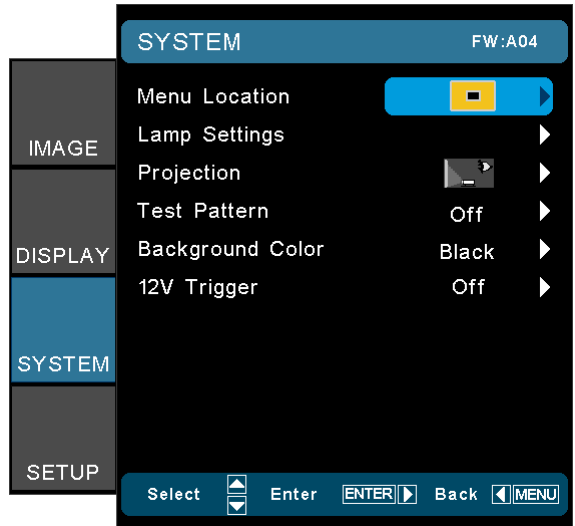 SYSTEM FW:A04
Menu Location
IMAGE
Lamp Settings
Projection
Test Pattern Off
DISPLAY
Background Color Black
12V Trigger Off
SYSTEM
SETUP
Select Enter ENTER Back MENU